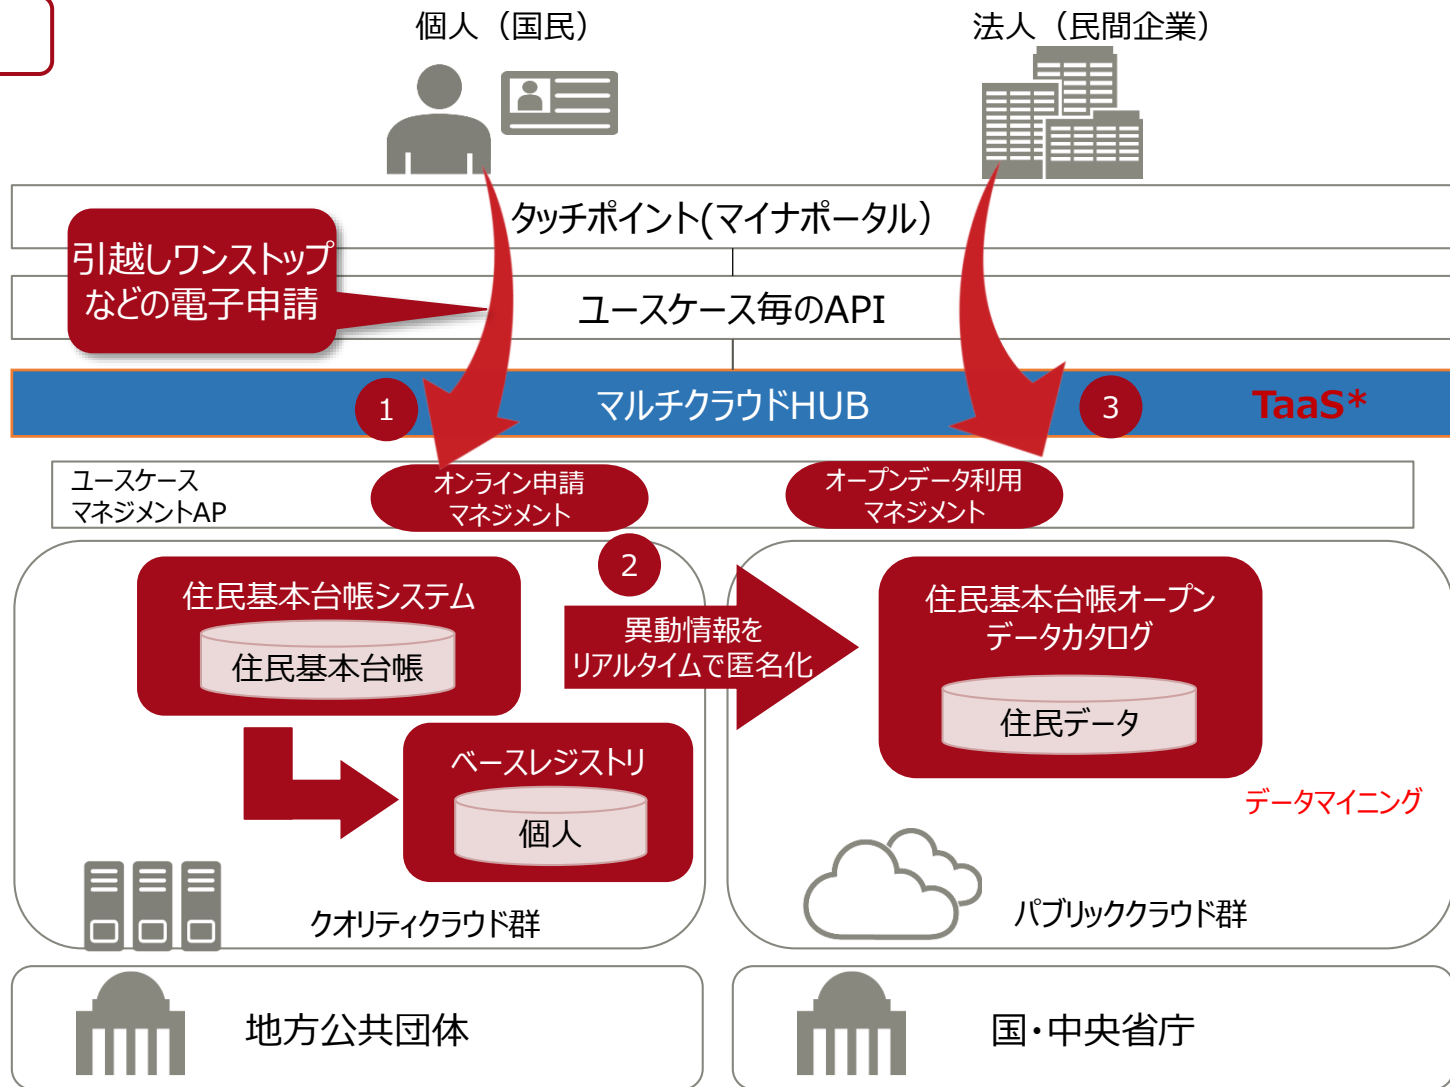 個人（国民）
法人（民間企業）
タッチポイント(マイナポータル）
引越しワンストップ
などの電子申請
ユースケース毎のAPI
1
マルチクラウドHUB
3
TaaS*
ユースケース
マネジメントAP
オンライン申請
マネジメント
オープンデータ利用
マネジメント
2
住民基本台帳システム
住民基本台帳
異動情報を
リアルタイムで匿名化
住民基本台帳オープン
データカタログ
住民データ
ベースレジストリ
個人
データマイニング
クオリティクラウド群
パブリッククラウド群
地方公共団体
国・中央省庁